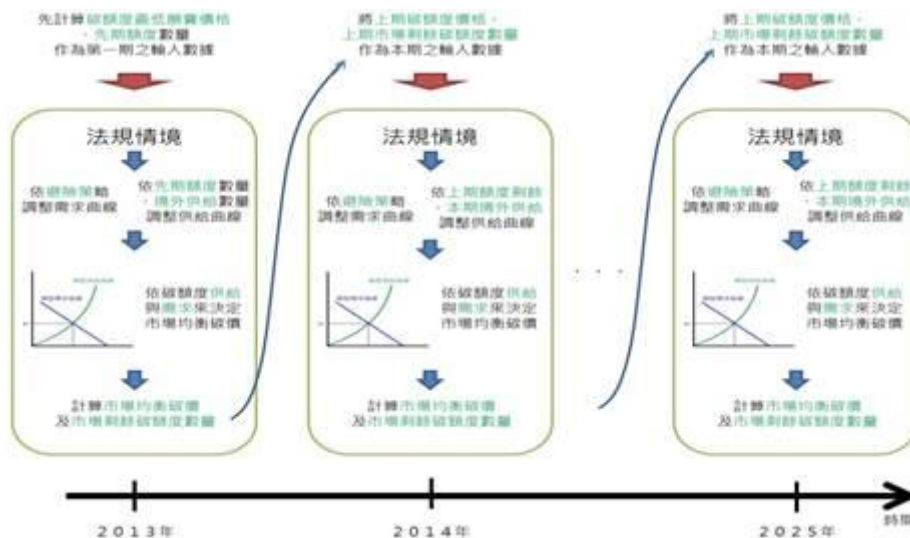 先計算碳額度最低願賣價格
、先期額度數量
作為第一期之輸入數據
法規情境
依避險策略
調整需求曲線
依先期額度數量
、境外供給數量
調整供給曲線
依碳額度供給
與需求來決定
市場均衡碳價
計算市場均衡碳價
及市場剩餘碳額度數量
將上期碳額度價格、
上期市場剩餘碳額度數量
作為本期之輸入數據
法規情境
依避險策略
調整需求曲線
依上期額度剩餘
、本期境外供給
調整供給曲線
依碳額度供給
與需求來決定
市場均衡碳價
計算市場均衡碳價
及市場剩餘碳額度數量
. . .
將上期碳額度價格、
上期市場剩餘碳額度數量
作為本期之輸入數據
法規情境
依避險策略
調整需求曲線
依上期額度剩餘
、本期境外供給
調整供給曲線
依碳額度供給
與需求來決定
市場均衡碳價
計算市場均衡碳價
及市場剩餘碳額度數量
2013年
2014年
2025年
時間